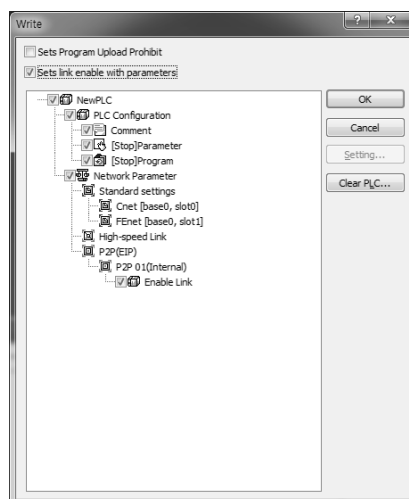 Write
Sets Program Upload Prohibit
Sets link enable with parameters
NewPLC
PLC Configuration
Comment
[Stop]Parameter
[Stop]Program
Network Parameter
Standard settings
Cnet [base0, slot0]
FEnet [base0, slot1]
High-speed Link
P2P(EIP)
P2P 01(Internal)
Enable Link
OK
Cancel
Setting...
Clear PLC...